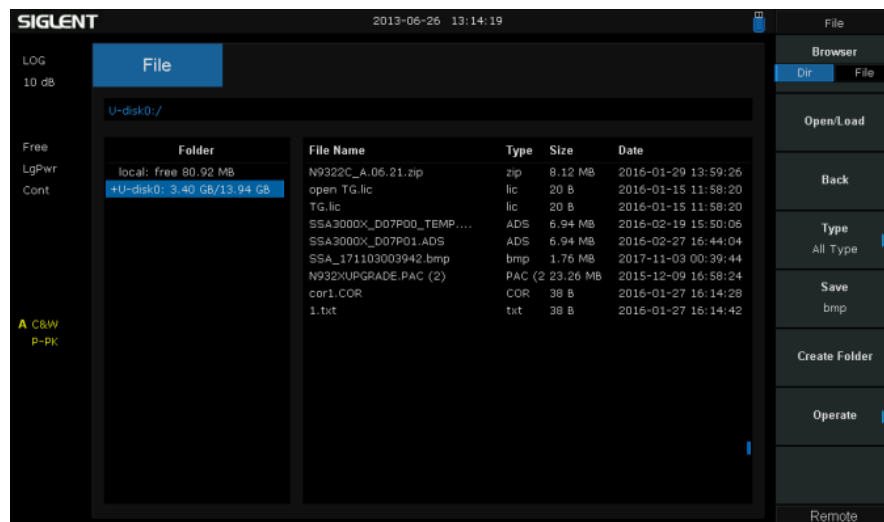 SIGLENT 2013-06-26 13:14:19 File
LOG
10 dB
File
Browser
Dir File
U-disk0:/
Open/Load
Free
LgPwr
Cont
Folder
local: free 80.92 MB
+U-disk0: 3.40 GB/13.94 GB
File Name Type Size Date
N9322C_A.06.21.zip zip 8.12 MB 2016-01-29 13:59:26
open TG.lic lic 20 B 2016-01-15 11:58:20
TG.lic lic 20 B 2016-01-15 11:58:20
SSA3000X_D07P00_TEMP.... ADS 6.94 MB 2016-02-19 15:50:06
SSA3000X_D07P01.ADS ADS 6.94 MB 2016-02-27 16:44:04
SSA_171103003942.bmp bmp 1.76 MB 2017-11-03 00:39:44
N932XUPGRADE.PAC (2) PAC (2 23.26 MB 2015-12-09 16:58:24
cor1.COR COR 38 B 2016-01-27 16:14:28
1.txt txt 38 B 2016-01-27 16:14:42
Back
Type
All Type
Save
bmp
A C&W
P-PK
Create Folder
Operate
Remote